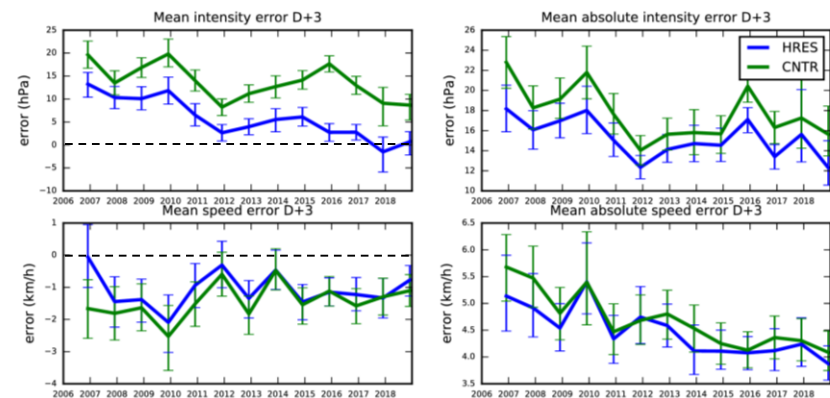 Mean intensity error D+3
error (hPa)
25
20
15
10
5
0
−5
−10
2006 2007 2008 2009 2010 2011 2012 2013 2014 2015 2016 2017 2018
Mean absolute intensity error D+3
HRES
CNTR
error (hPa)
26
24
22
20
18
16
14
12
10
2006 2007 2008 2009 2010 2011 2012 2013 2014 2015 2016 2017 2018
Mean speed error D+3
error (km/h)
1
0
−1
−2
−3
−4
2006 2007 2008 2009 2010 2011 2012 2013 2014 2015 2016 2017 2018
Mean absolute speed error D+3
error (km/h)
6.5
6.0
5.5
5.0
4.5
4.0
3.5
2006 2007 2008 2009 2010 2011 2012 2013 2014 2015 2016 2017 2018